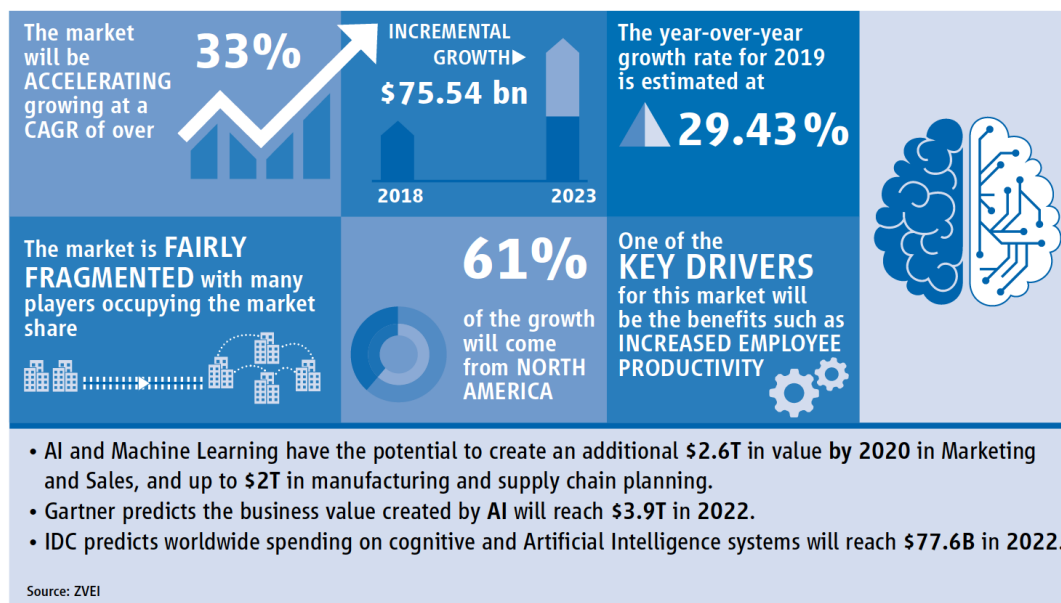 The market
will be
ACCELERATING
growing at a
CAGR of over
33%
INCREMENTAL
GROWTH▶
$75.54 bn
2018
2023
The year-over-year
growth rate for 2019
is estimated at
29.43%
The market is FAIRLY
FRAGMENTED with many
players occupying the market
share
61%
of the growth
will come
from NORTH
AMERICA
One of the
KEY DRIVERS
for this market will
be the benefits such as
INCREASED EMPLOYEE
PRODUCTIVITY
• AI and Machine Learning have the potential to create an additional $2.6T in value by 2020 in Marketing
and Sales, and up to $2T in manufacturing and supply chain planning.
• Gartner predicts the business value created by AI will reach $3.9T in 2022.
• IDC predicts worldwide spending on cognitive and Artificial Intelligence systems will reach $77.6B in 2022.
Source: ZVEI